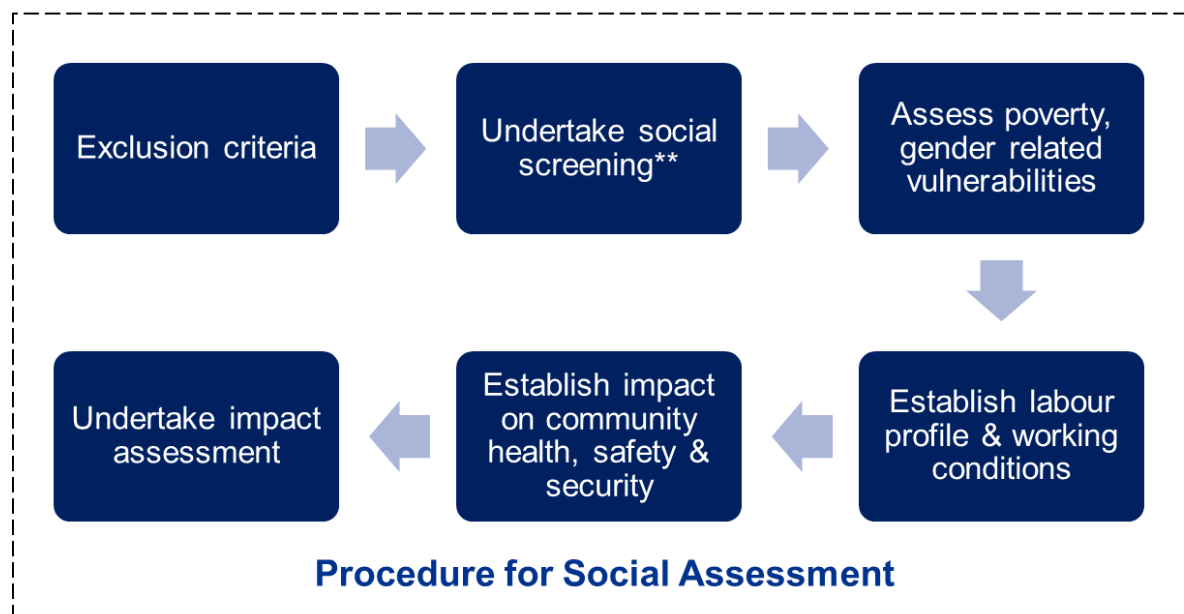 Exclusion criteria
Undertake social
screening**
Assess poverty,
gender related
vulnerabilities
Establish labour
profile & working
conditions
Establish impact
on community
health, safety &
security
Undertake impact
assessment
Procedure for Social Assessment